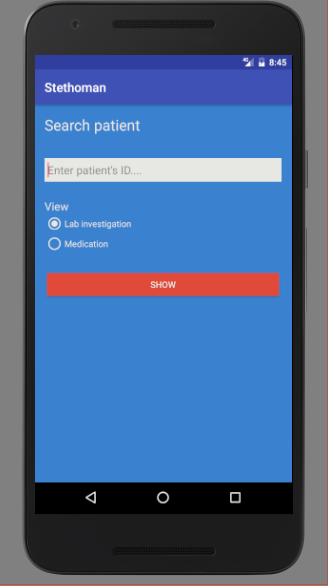 8:45
Stethoman
Search patient
Enter patient's ID....
View
Lab investigation
Medication
SHOW